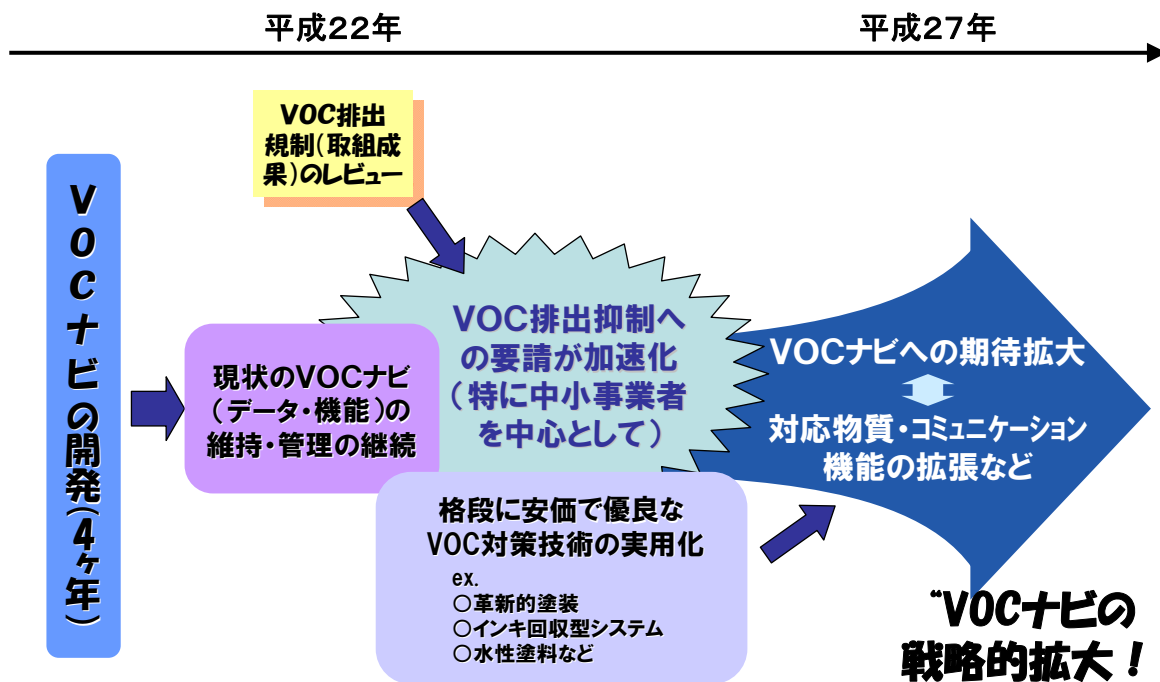 平成22年
平成27年
VOC排出
規制(取組成
果)のレビュー
VOCナビの開発(4ヶ年)
現状のVOCナビ
(データ・機能)の
維持・管理の継続
VOC排出抑制へ
の要請が加速化
(特に中小事業者
を中心として)
格段に安価で優良な
VOC対策技術の実用化
ex.
○革新的塗装
○インキ回収型システム
○水性塗料など
VOCナビへの期待拡大
対応物質・コミュニケーション
機能の拡張など
“VOCナビの
戦略的拡大！